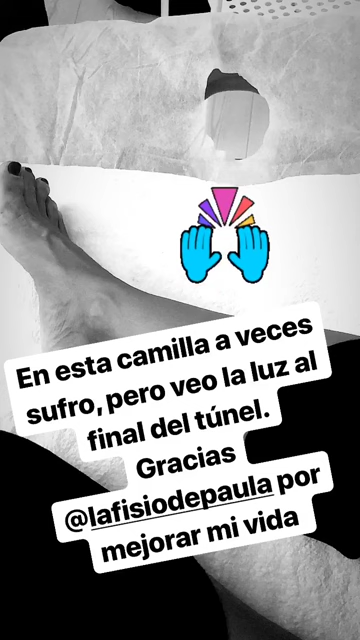 En esta camilla a veces
sufro, pero veo la luz al
final del túnel.
Gracias
@lafisiodepaula por
mejorar mi vida